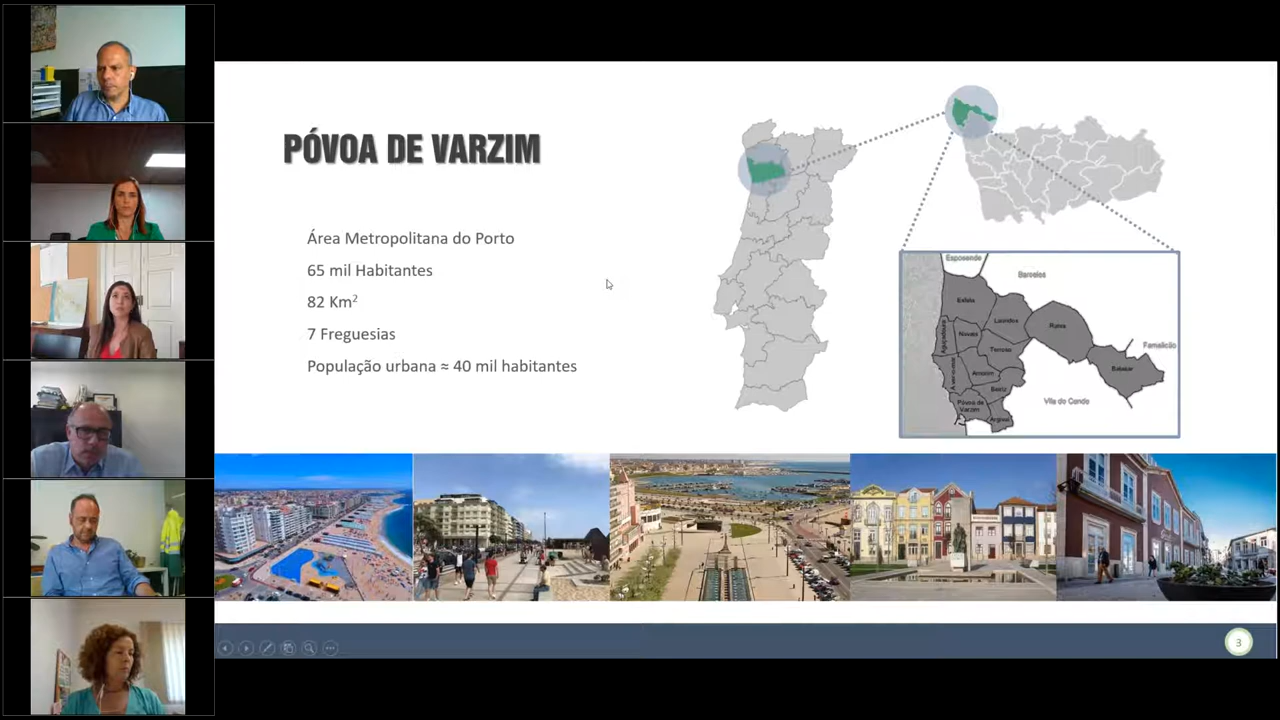 PÓVOA DE VARZIM
Área Metropolitana do Porto
65 mil Habitantes
82 Km²
7 Freguesias
População urbana ≈ 40 mil habitantes
Esposende
Barcelos
Estela
Laundos
Rates
Aguçadoura
Navais
Terroso
Famalicão
Balazar
Amorim
Beiriz
Vila do Conde
Póvoa de
Varzim
Argivai
3